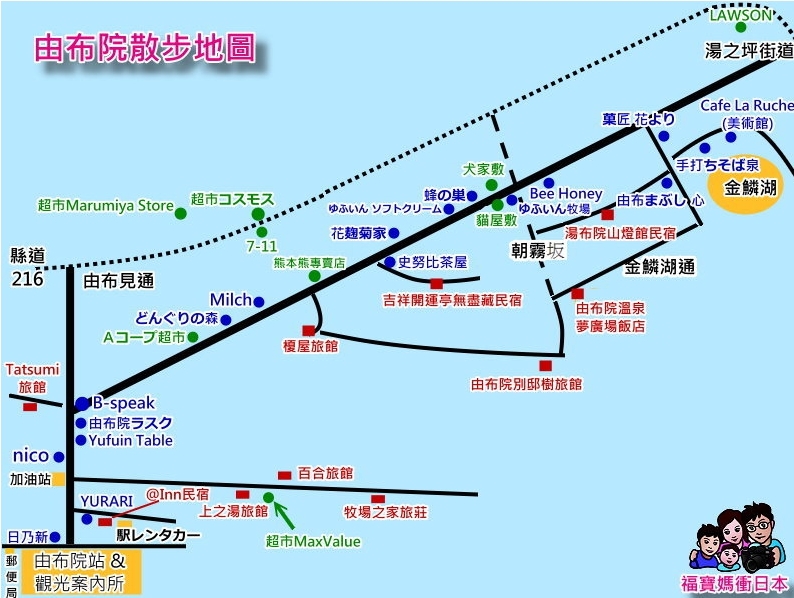 LAWSON
由布院散步地圖
湯之坪街道
Cafe La Ruche
(美術館)
菓匠 花より
手打ちそば泉
犬家敷
金鱗湖
超市コスモス
蜂の巣
Bee Honey
由布まぶし 心
超市Marumiya Store
ゆふいん ソフトクリーム
ゆふいん牧場
貓屋敷
7-11
花麹菊家
湯布院山燈館民宿
朝霧坂
縣道
216
熊本熊專賣店
史努比茶屋
金鱗湖通
由布見通
Milch
吉祥開運亭無盡藏民宿
どんぐりの森
由布院溫泉
夢廣場飯店
Aコープ超市
榎屋旅館
Tatsumi
旅館
由布院別邸樹旅館
B-speak
由布院ラスク
Yufuin Table
nico
百合旅館
加油站
YURARI
@Inn民宿
上之湯旅館
牧場之家旅莊
日乃新
駅レンタカー
超市MaxValue
郵便局
由布院站 &
觀光案內所
福寶媽衝日本